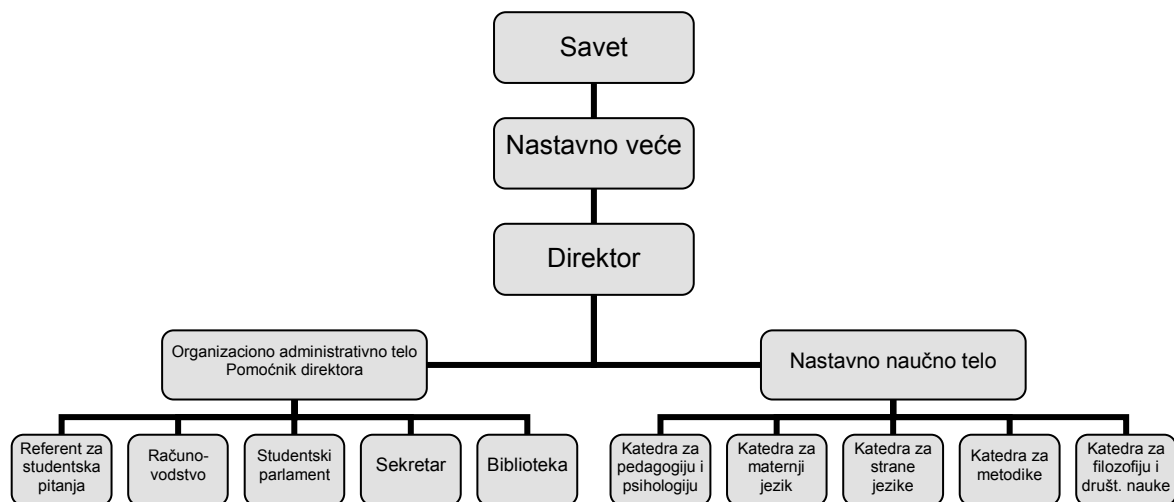 Savet
Nastavno veće
Direktor
Organizaciono administrativno telo
Pomoćnik direktora
Nastavno naučno telo
Referent za
studentska
pitanja
Računo-
vodstvo
Studentski
parlament
Sekretar
Biblioteka
Katedra za
pedagogiju i
psihologiju
Katedra za
maternji
jezik
Katedra za
strane
jezike
Katedra za
metodike
Katedra za
filozofiju i
društ. nauke